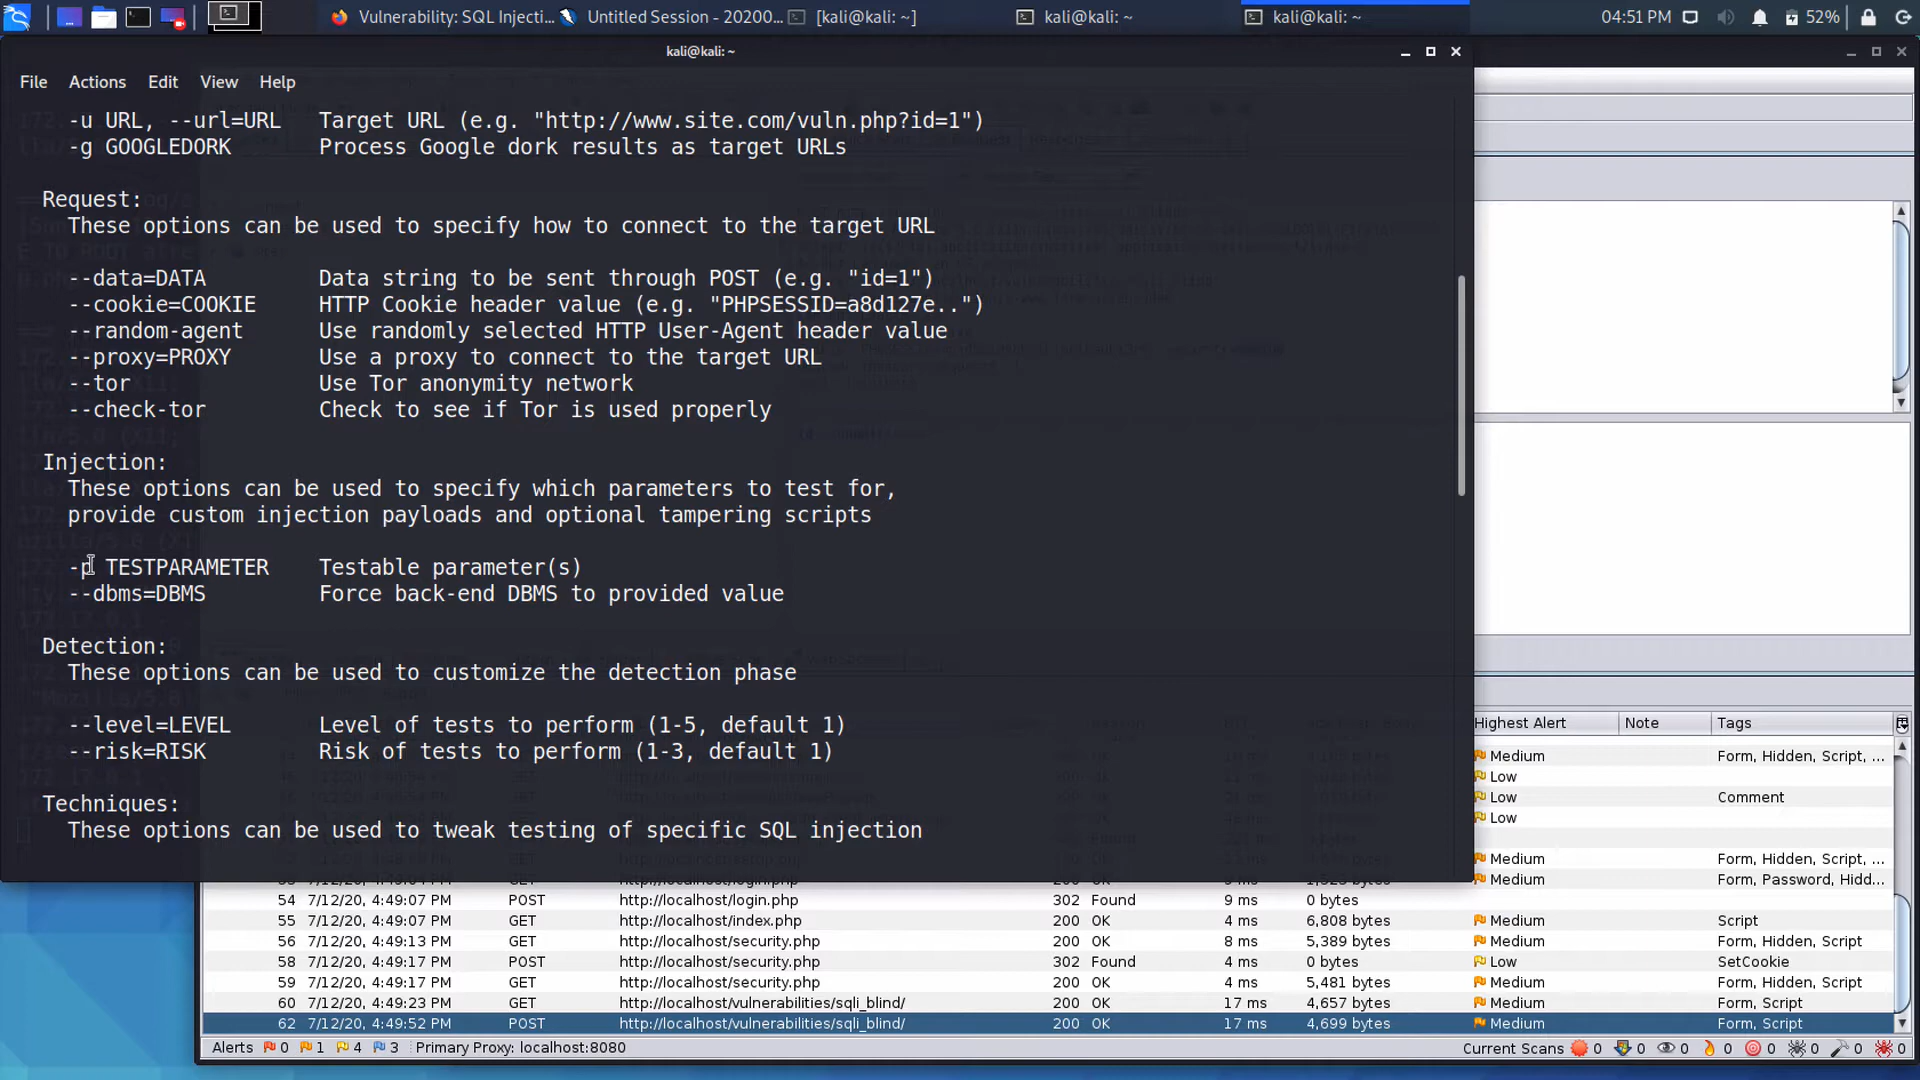 Vulnerability: SQL Injecti...
Untitled Session - 20200...
[kali@kali: ~]
kali@kali: ~
kali@kali: ~
04:51 PM
52%
kali@kali: ~
File Actions Edit View Help
-u URL, --url=URL Target URL (e.g. "http://www.site.com/vuln.php?id=1")
-g GOOGLEDORK Process Google dork results as target URLs
Request:
These options can be used to specify how to connect to the target URL
--data=DATA Data string to be sent through POST (e.g. "id=1")
--cookie=COOKIE HTTP Cookie header value (e.g. "PHPSESSID=a8d127e..")
--random-agent Use randomly selected HTTP User-Agent header value
--proxy=PROXY Use a proxy to connect to the target URL
--tor Use Tor anonymity network
--check-tor Check to see if Tor is used properly
Injection:
These options can be used to specify which parameters to test for,
provide custom injection payloads and optional tampering scripts
-p TESTPARAMETER Testable parameter(s)
--dbms=DBMS Force back-end DBMS to provided value
Detection:
These options can be used to customize the detection phase
--level=LEVEL Level of tests to perform (1-5, default 1)
--risk=RISK Risk of tests to perform (1-3, default 1)
Techniques:
These options can be used to tweak testing of specific SQL injection
Highest Alert Note Tags
Medium Form, Hidden, Script, ...
Low
Low Comment
Low
Medium Form, Hidden, Script, ...
Medium Form, Password, Hidd...
54 7/12/20, 4:49:07 PM POST http://localhost/login.php 302 Found 9 ms 0 bytes
55 7/12/20, 4:49:07 PM GET http://localhost/index.php 200 OK 4 ms 6,808 bytes Medium Script
56 7/12/20, 4:49:13 PM GET http://localhost/security.php 200 OK 8 ms 5,389 bytes Medium Form, Hidden, Script
58 7/12/20, 4:49:17 PM POST http://localhost/security.php 302 Found 4 ms 0 bytes Low SetCookie
59 7/12/20, 4:49:17 PM GET http://localhost/security.php 200 OK 4 ms 5,481 bytes Medium Form, Hidden, Script
60 7/12/20, 4:49:23 PM GET http://localhost/vulnerabilities/sqli_blind/ 200 OK 17 ms 4,657 bytes Medium Form, Script
62 7/12/20, 4:49:52 PM POST http://localhost/vulnerabilities/sqli_blind/ 200 OK 17 ms 4,699 bytes Medium Form, Script
Alerts 0 1 4 3 Primary Proxy: localhost:8080 Current Scans 0 0 0 0 0 0 0 0